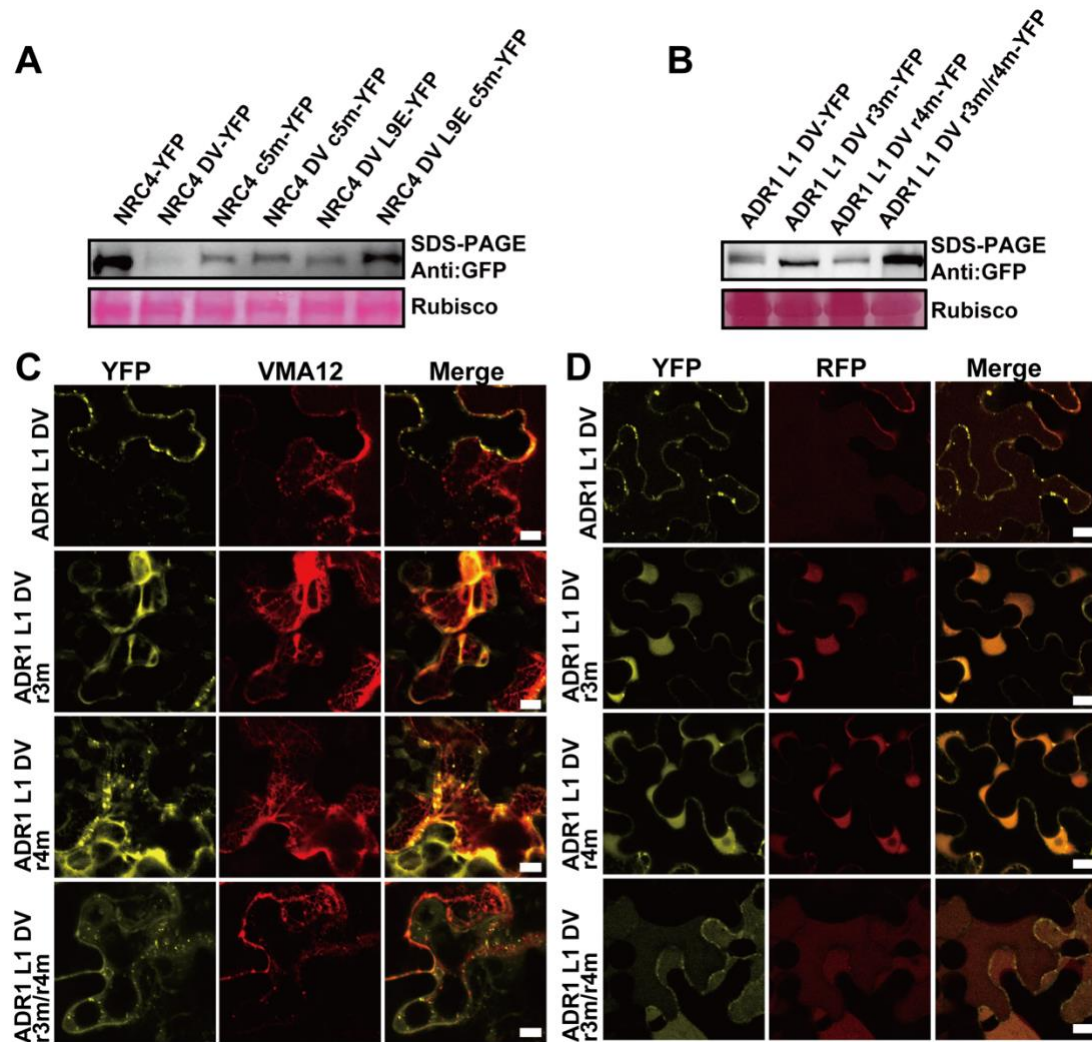 A
NRC4-YFP
NRC4 DV-YFP
NRC4 c5m-YFP
NRC4 DV c5m-YFP
NRC4 DV L9E-YFP
NRC4 DV L9E c5m-YFP
SDS-PAGE
Anti:GFP
Rubisco
B
ADR1 L1 DV-YFP
ADR1 L1 DV r3m-YFP
ADR1 L1 DV r4m-YFP
ADR1 L1 DV r3m/r4m-YFP
SDS-PAGE
Anti:GFP
Rubisco
C
YFP VMA12 Merge
ADR1 L1 DV
ADR1 L1 DV
r3m
ADR1 L1 DV
r4m
ADR1 L1 DV
r3m/r4m
D
YFP RFP Merge
ADR1 L1 DV
ADR1 L1 DV
r3m
ADR1 L1 DV
r4m
ADR1 L1 DV
r3m/r4m